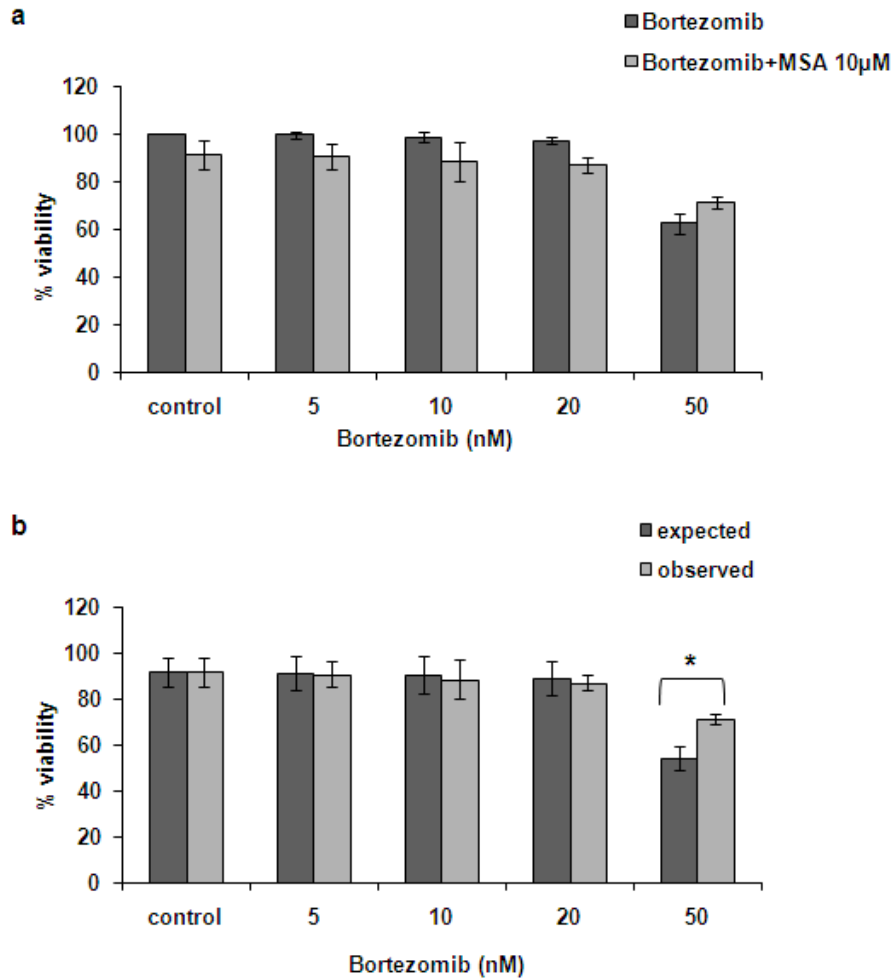 a
Bortezomib
Bortezomib+MSA 10µM
120
100
80
60
40
20
0
% viability
control 5 10 20 50
Bortezomib (nM)
b
expected
observed
120
100
80
60
40
20
0
% viability
*
control 5 10 20 50
Bortezomib (nM)